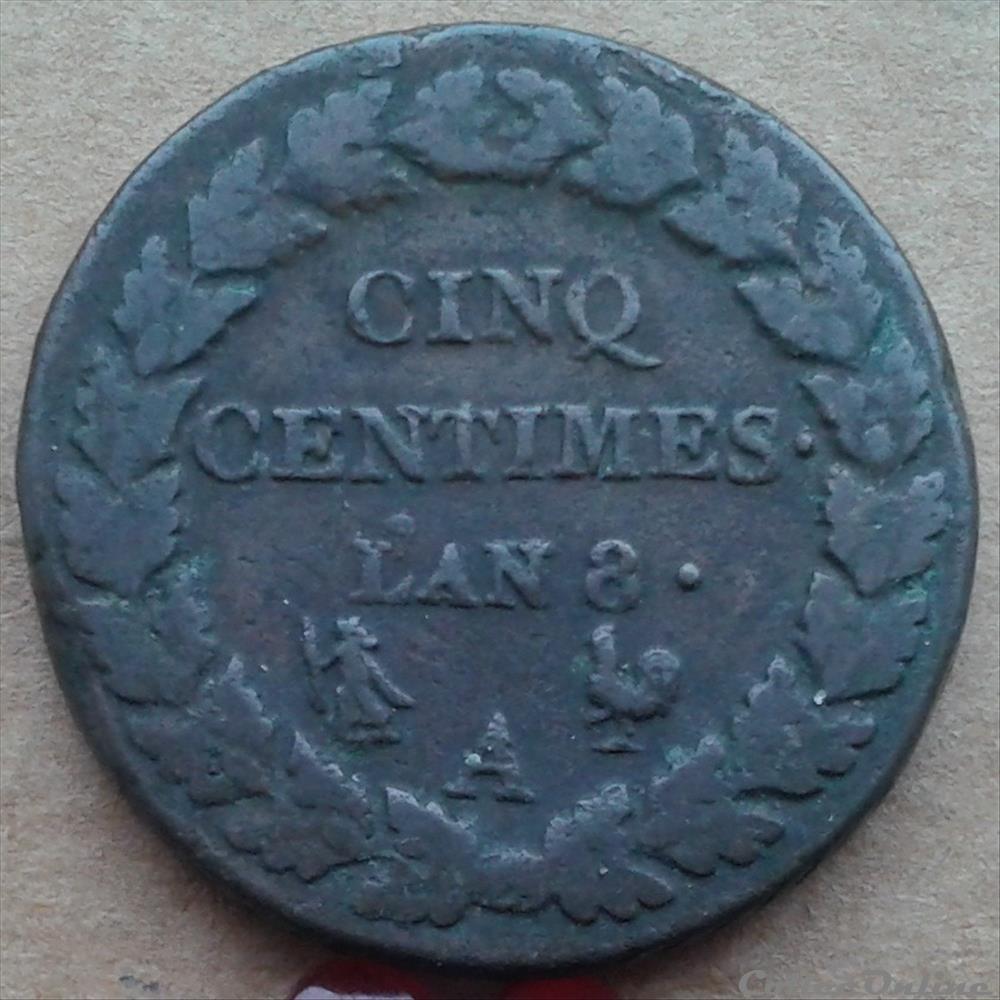 CINQ
CENTIMES.
L'AN 8.
A